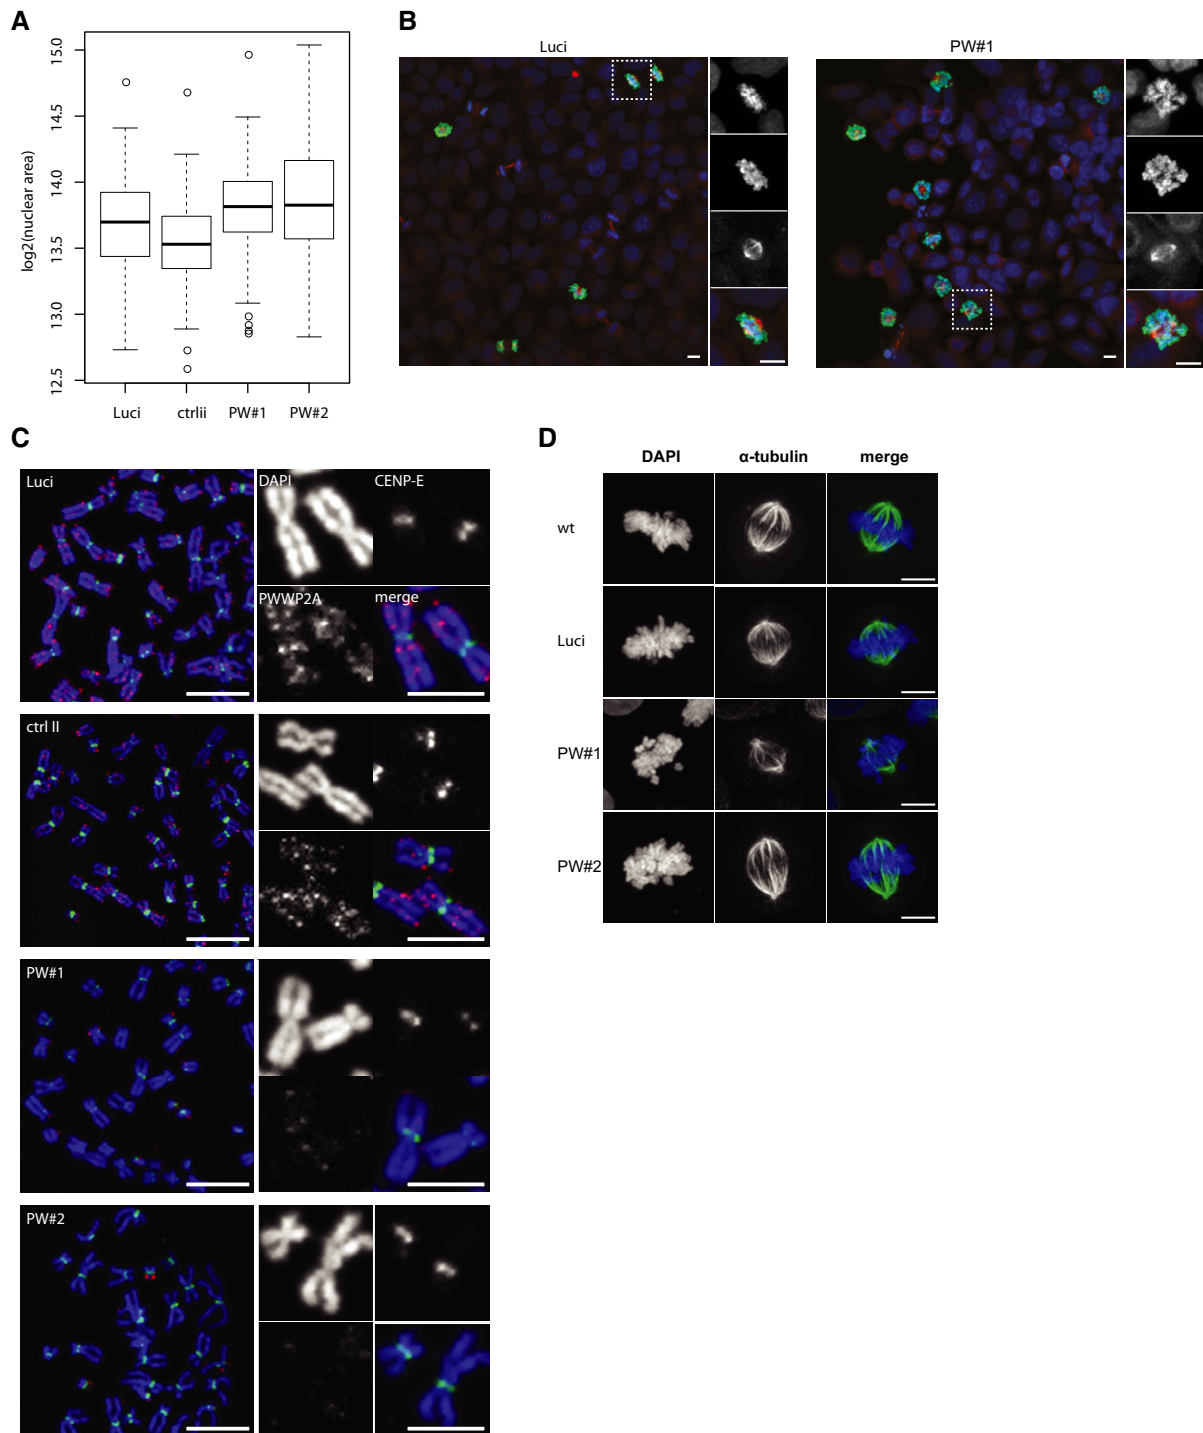 A
log2(nuclear area)
15.0
14.5
14.0
13.5
13.0
12.5
Luci ctrlii PW#1 PW#2
B
Luci PW#1
C
Luci
DAPI CENP-E
PWWP2A merge
ctrl II
PW#1
PW#2
D
DAPI α-tubulin merge
wt
Luci
PW#1
PW#2